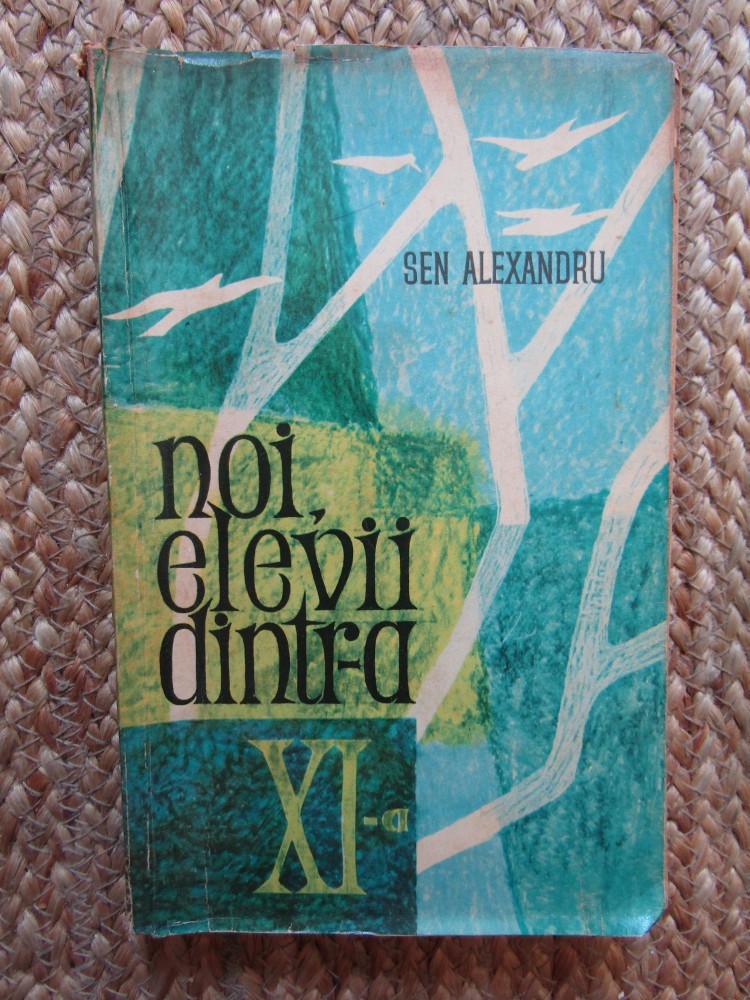 SEN ALEXANDRU
noi,
elevii
dintr-a
XI-a